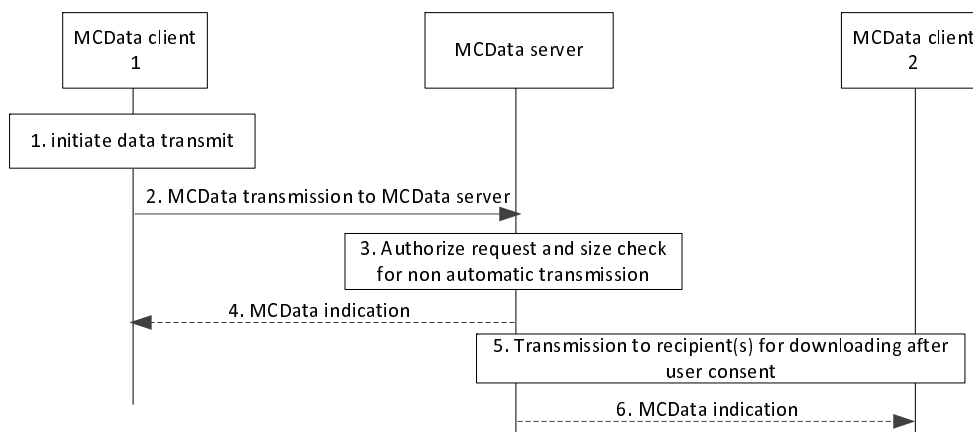 MCData client
1
MCData server
MCData client
2
1. initiate data transmit
2. MCData transmission to MCData server
3. Authorize request and size check
for non automatic transmission
4. MCData indication
5. Transmission to recipient(s) for downloading after
user consent
6. MCData indication